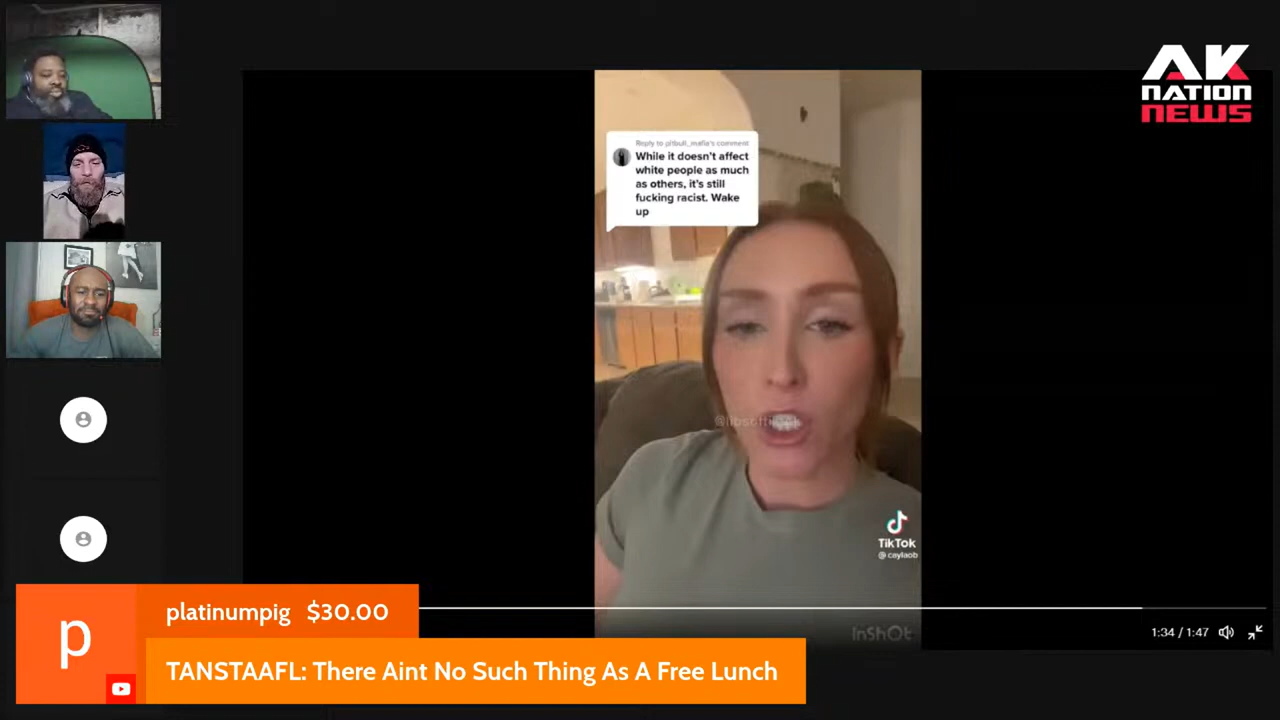 AK
NATION
NEWS
Reply to pitbull_mafia's comment
While it doesn't affect
white people as much
as others, it's still
fucking racist. Wake
up
@libsoftiktok
TikTok
@caylaob
InShOt
1:34 / 1:47
p
platinumpig $30.00
TANSTAAFL: There Aint No Such Thing As A Free Lunch